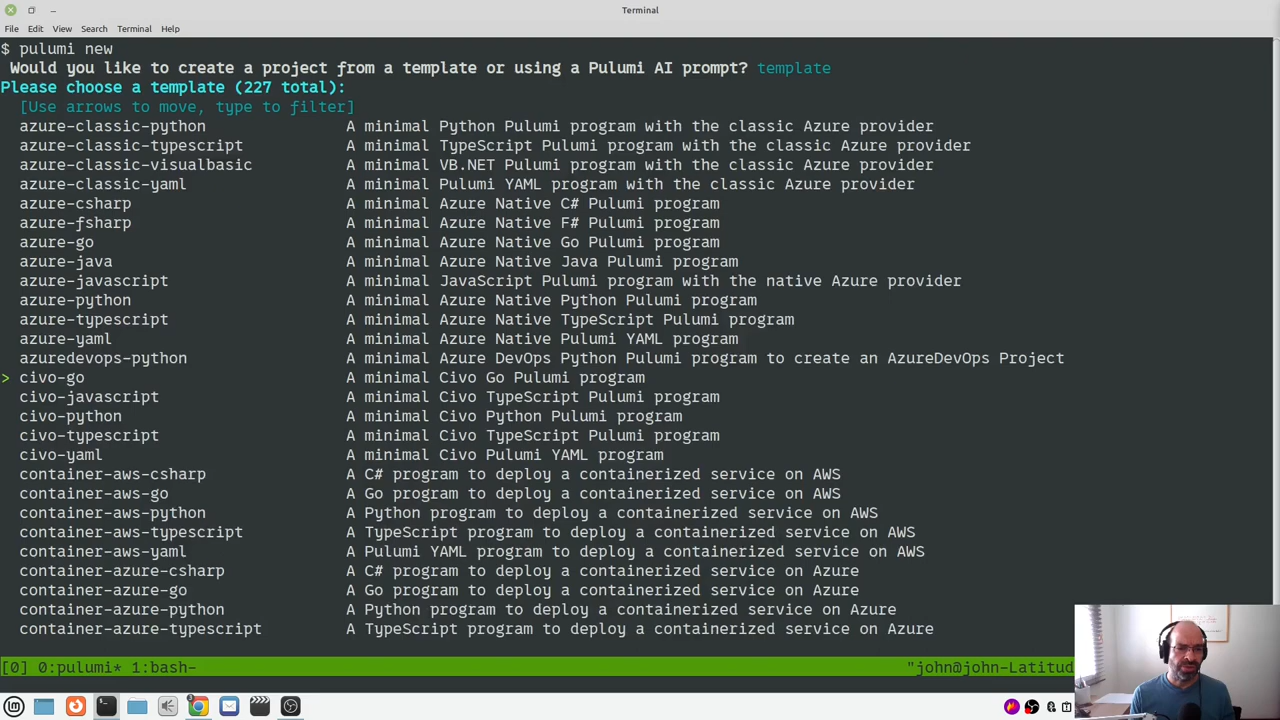 Terminal
File Edit View Search Terminal Help
$ pulumi new
Would you like to create a project from a template or using a Pulumi AI prompt? template
Please choose a template (227 total):
[Use arrows to move, type to filter]
azure-classic-python A minimal Python Pulumi program with the classic Azure provider
azure-classic-typescript A minimal TypeScript Pulumi program with the classic Azure provider
azure-classic-visualbasic A minimal VB.NET Pulumi program with the classic Azure provider
azure-classic-yaml A minimal Pulumi YAML program with the classic Azure provider
azure-csharp A minimal Azure Native C# Pulumi program
azure-fsharp A minimal Azure Native F# Pulumi program
azure-go A minimal Azure Native Go Pulumi program
azure-java A minimal Azure Native Java Pulumi program
azure-javascript A minimal JavaScript Pulumi program with the native Azure provider
azure-python A minimal Azure Native Python Pulumi program
azure-typescript A minimal Azure Native TypeScript Pulumi program
azure-yaml A minimal Azure Native Pulumi YAML program
azuredevops-python A minimal Azure DevOps Python Pulumi program to create an AzureDevOps Project
> civo-go A minimal Civo Go Pulumi program
civo-javascript A minimal Civo TypeScript Pulumi program
civo-python A minimal Civo Python Pulumi program
civo-typescript A minimal Civo TypeScript Pulumi program
civo-yaml A minimal Civo Pulumi YAML program
container-aws-csharp A C# program to deploy a containerized service on AWS
container-aws-go A Go program to deploy a containerized service on AWS
container-aws-python A Python program to deploy a containerized service on AWS
container-aws-typescript A TypeScript program to deploy a containerized service on AWS
container-aws-yaml A Pulumi YAML program to deploy a containerized service on AWS
container-azure-csharp A C# program to deploy a containerized service on Azure
container-azure-go A Go program to deploy a containerized service on Azure
container-azure-python A Python program to deploy a containerized service on Azure
container-azure-typescript A TypeScript program to deploy a containerized service on Azure
[0] 0:pulumi* 1:bash- "john@john-Latitud
3